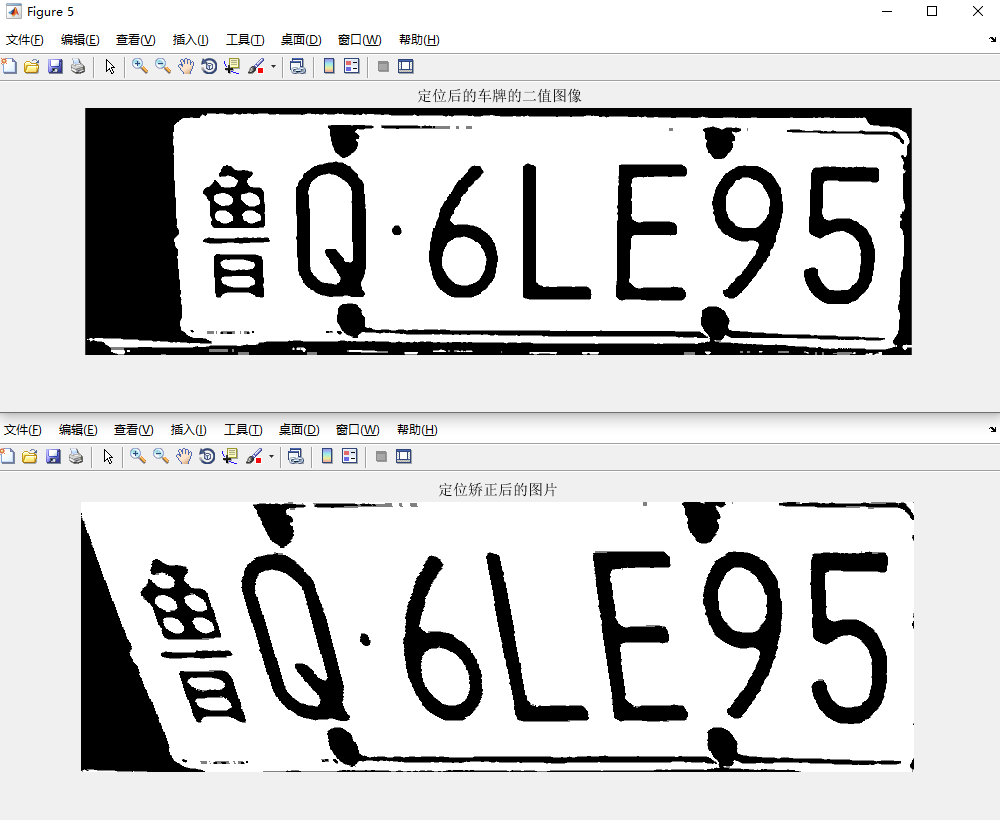 Figure 5
文件(F) 编辑(E) 查看(V) 插入(I) 工具(T) 桌面(D) 窗口(W) 帮助(H)
定位后的车牌的二值图像
鲁Q·6LE95
文件(F) 编辑(E) 查看(V) 插入(I) 工具(T) 桌面(D) 窗口(W) 帮助(H)
定位矫正后的图片
鲁Q·6LE95